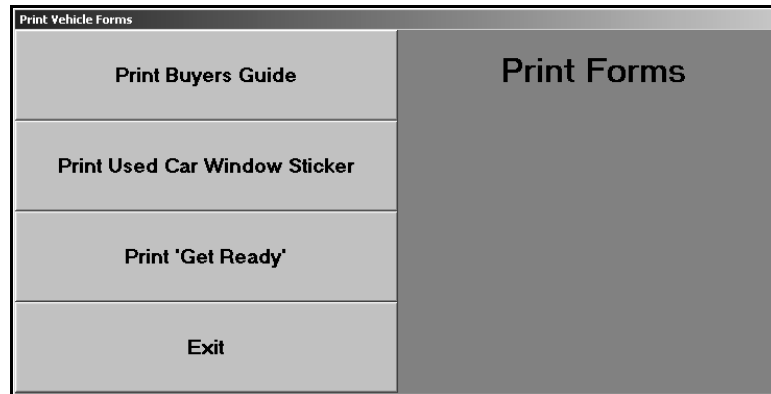 Print Vehicle Forms
Print Buyers Guide
Print Forms
Print Used Car Window Sticker
Print 'Get Ready'
Exit